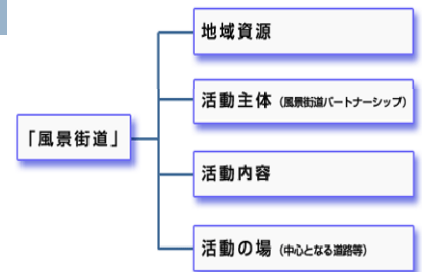 「風景街道」
地域資源
活動主体（風景街道パートナーシップ）
活動内容
活動の場（中心となる道路等）